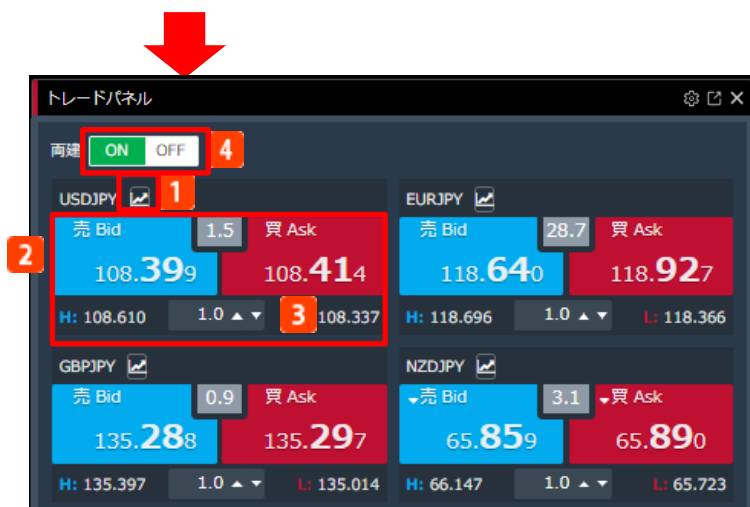 トレードパネル
両建 ON OFF 4
USDJPY 1 EURJPY
2
売 Bid 1.5 買 Ask 売 Bid 28.7 買 Ask
108.399 108.414 118.640 118.927
H: 108.610 1.0 3 108.337 H: 118.696 1.0 L: 118.366
GBPJPY NZDJPY
売 Bid 0.9 買 Ask 売 Bid 3.1 買 Ask
135.288 135.297 65.859 65.890
H: 135.397 1.0 L: 135.014 H: 66.147 1.0 L: 65.723